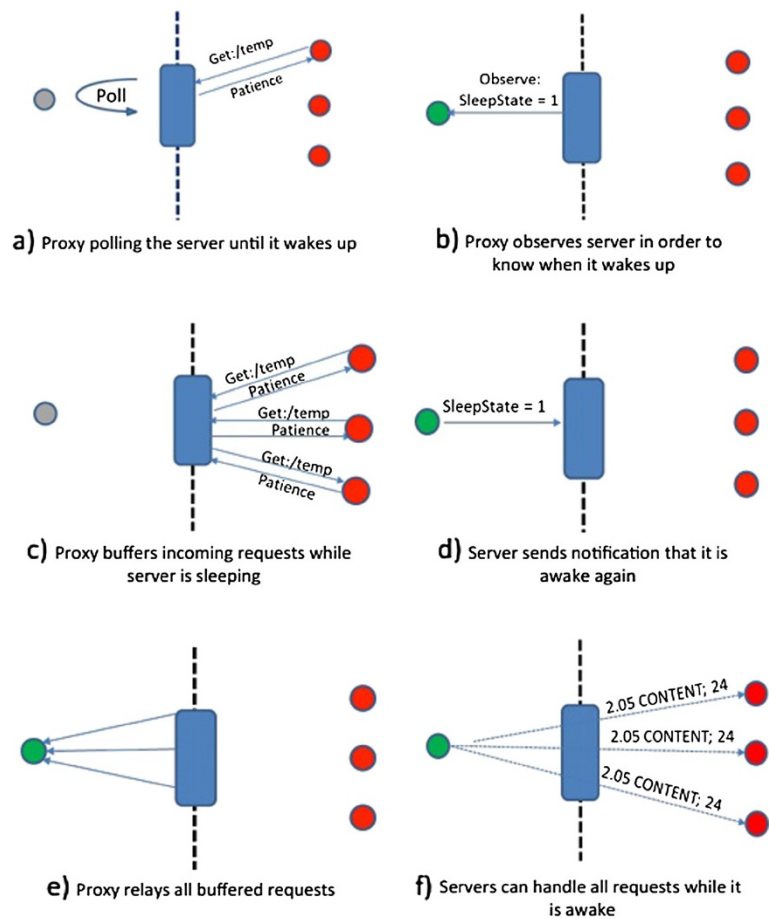 Get:/temp
Patience
Poll
a) Proxy polling the server until it wakes up
Observe:
SleepState = 1
b) Proxy observes server in order to
know when it wakes up
Get:/temp
Patience
Get:/temp
Patience
Get:/temp
Patience
c) Proxy buffers incoming requests while
server is sleeping
SleepState = 1
d) Server sends notification that it is
awake again
e) Proxy relays all buffered requests
2.05 CONTENT; 24
2.05 CONTENT; 24
2.05 CONTENT; 24
f) Servers can handle all requests while it
is awake